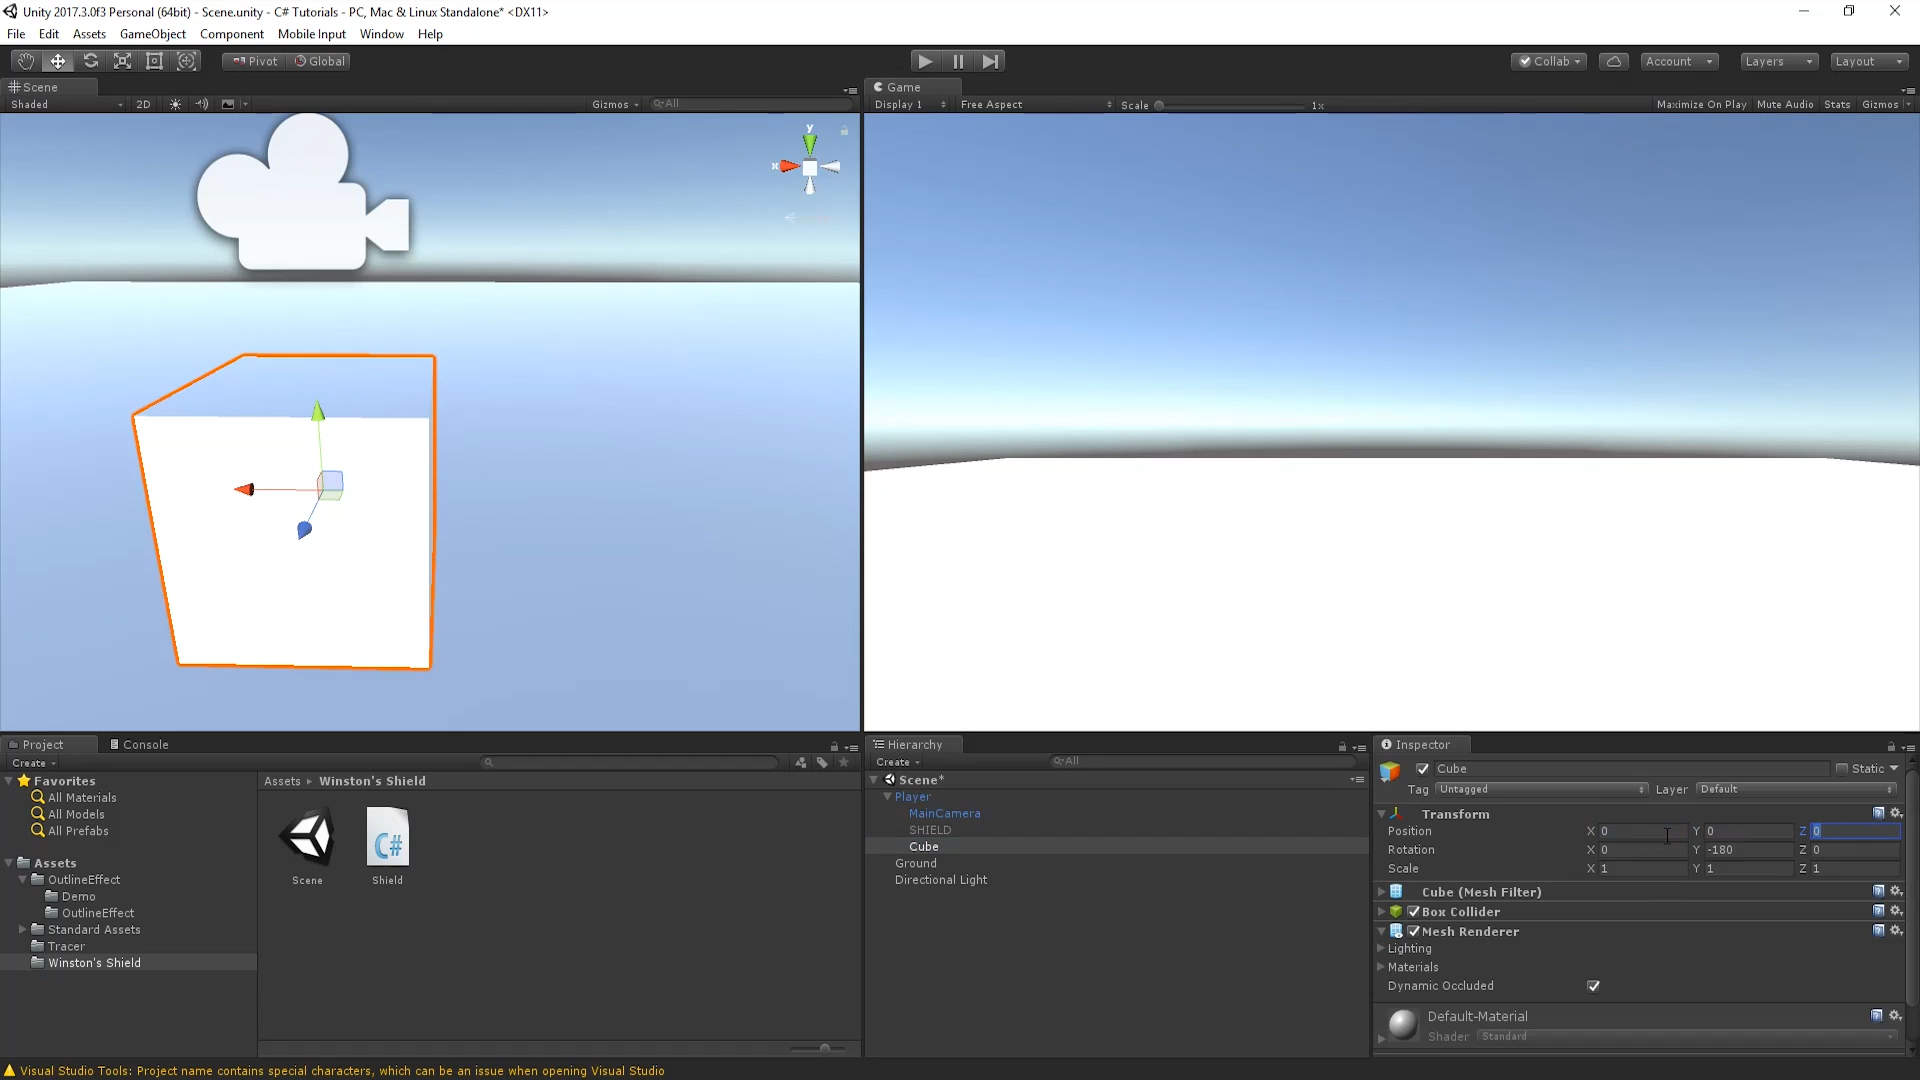 Unity 2017.3.0f3 Personal (64bit) - Scene.unity - C# Tutorials - PC, Mac & Linux Standalone* <DX11>
File Edit Assets GameObject Component Mobile Input Window Help
Pivot Global Collab Account Layers Layout
Scene
Shaded 2D Gizmos All
y
x
Game
Display 1 Free Aspect Scale 1x Maximize On Play Mute Audio Stats Gizmos
Project Console
Create
Favorites
All Materials
All Models
All Prefabs
Assets
OutlineEffect
Demo
OutlineEffect
Standard Assets
Tracer
Winston's Shield
Assets Winston's Shield
C#
Scene Shield
Hierarchy
Create All
Scene*
Player
MainCamera
SHIELD
Cube
Ground
Directional Light
Inspector
Cube Static
Tag Untagged Layer Default
Transform
Position X 0 Y 0 Z 0
Rotation X 0 Y -180 Z 0
Scale X 1 Y 1 Z 1
Cube (Mesh Filter)
Box Collider
Mesh Renderer
Lighting
Materials
Dynamic Occluded
Default-Material
Shader Standard
Visual Studio Tools: Project name contains special characters, which can be an issue when opening Visual Studio